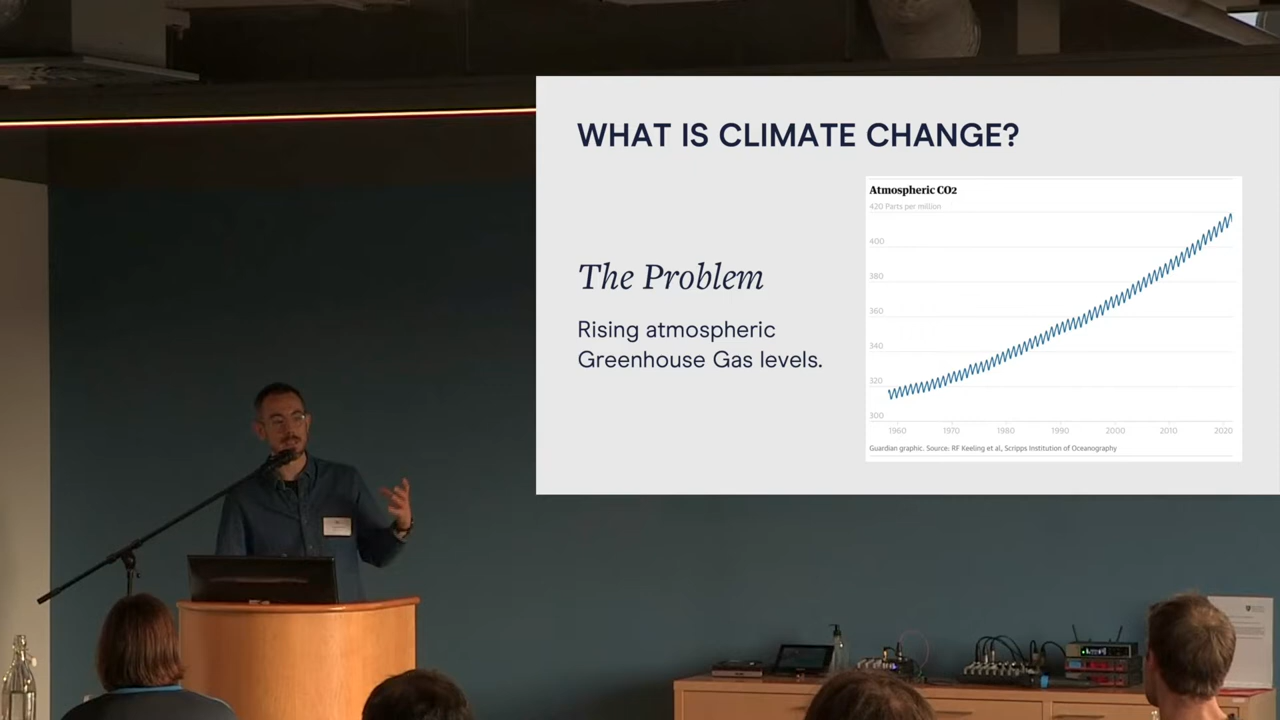 WHAT IS CLIMATE CHANGE?
The Problem
Rising atmospheric
Greenhouse Gas levels.
Atmospheric CO2
420 Parts per million
400
380
360
340
320
300
1960 1970 1980 1990 2000 2010 2020
Guardian graphic. Source: RF Keeling et al, Scripps Institution of Oceanography